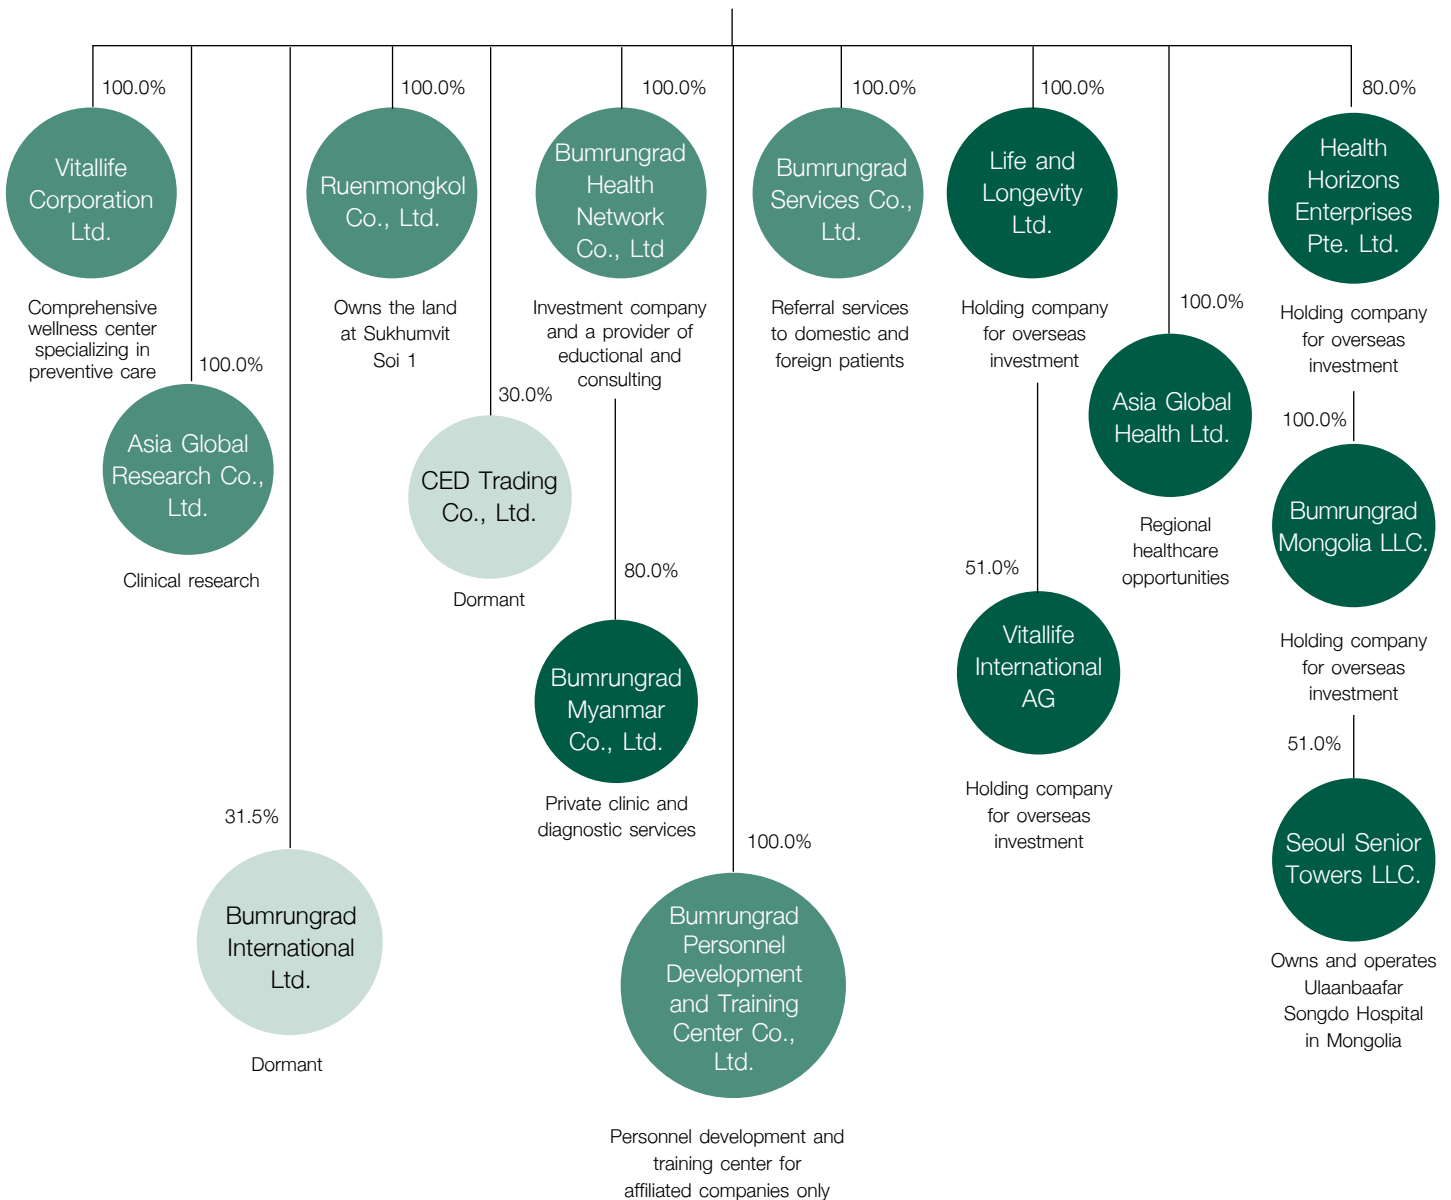 100.0%
Vitallife
Corporation
Ltd.
Comprehensive
wellness center
specializing in
preventive care
100.0%
Asia Global
Research Co.,
Ltd.
Clinical research
31.5%
Bumrungrad
International
Ltd.
Dormant
100.0%
Ruenmongkol
Co., Ltd.
Owns the land
at Sukhumvit
Soi 1
30.0%
CED Trading
Co., Ltd.
Dormant
100.0%
Bumrungrad
Health
Network
Co., Ltd
Investment company
and a provider of
eductional and
consulting
80.0%
Bumrungrad
Myanmar
Co., Ltd.
Private clinic and
diagnostic services
100.0%
Bumrungrad
Personnel
Development
and Training
Center Co.,
Ltd.
Personnel development and
training center for
affiliated companies only
100.0%
Bumrungrad
Services Co.,
Ltd.
Referral services
to domestic and
foreign patients
100.0%
Life and
Longevity
Ltd.
Holding company
for overseas
investment
51.0%
Vitallife
International
AG
Holding company
for overseas
investment
100.0%
Asia Global
Health Ltd.
Regional
healthcare
opportunities
80.0%
Health
Horizons
Enterprises
Pte. Ltd.
Holding company
for overseas
investment
100.0%
Bumrungrad
Mongolia LLC.
Holding company
for overseas
investment
51.0%
Seoul Senior
Towers LLC.
Owns and operates
Ulaanbaafar
Songdo Hospital
in Mongolia